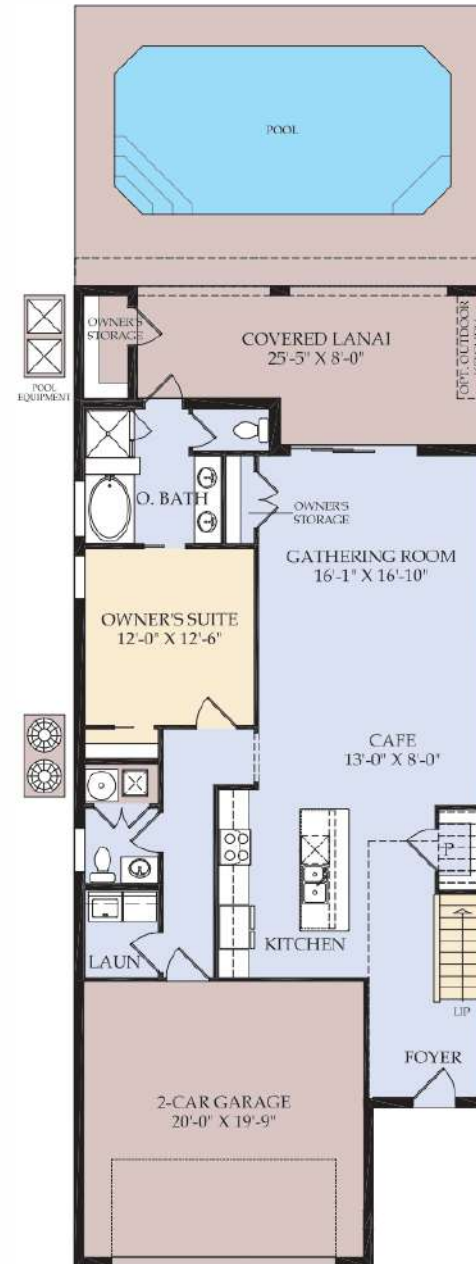 POOL
OWNER'S
STORAGE
COVERED LANAI
25'-5" X 8'-0"
OPT. OUTDOOR
POOL
EQUIPMENT
O. BATH
OWNER'S
STORAGE
GATHERING ROOM
16'-1" X 16'-10"
OWNER'S SUITE
12'-0" X 12'-6"
CAFE
13'-0" X 8'-0"
P
KITCHEN
LAUN
UP
FOYER
2-CAR GARAGE
20'-0" X 19'-9"